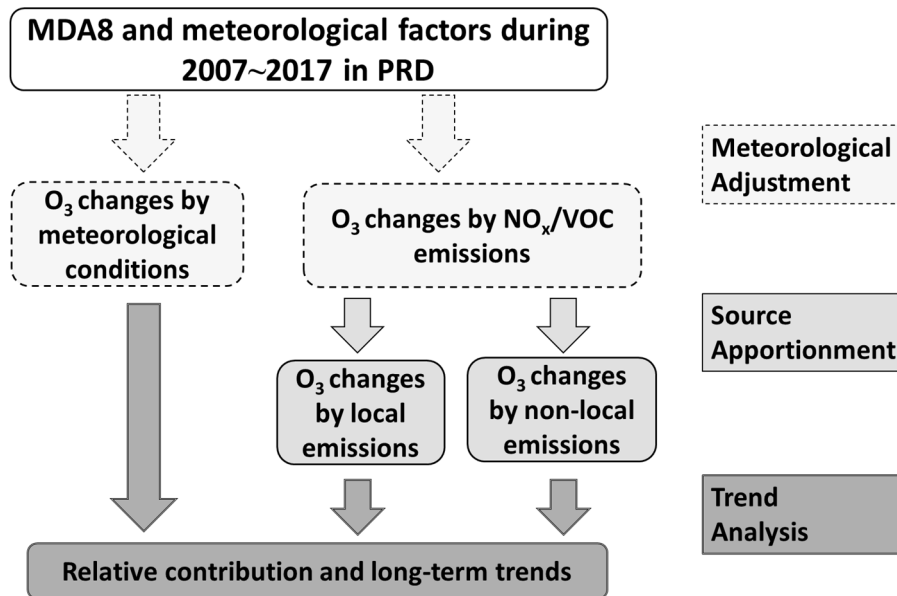 MDA8 and meteorological factors during
2007~2017 in PRD
Meteorological
Adjustment
O₃ changes by
meteorological
conditions
O₃ changes by NOₓ/VOC
emissions
Source
Apportionment
O₃ changes
by local
emissions
O₃ changes
by non-local
emissions
Trend
Analysis
Relative contribution and long-term trends